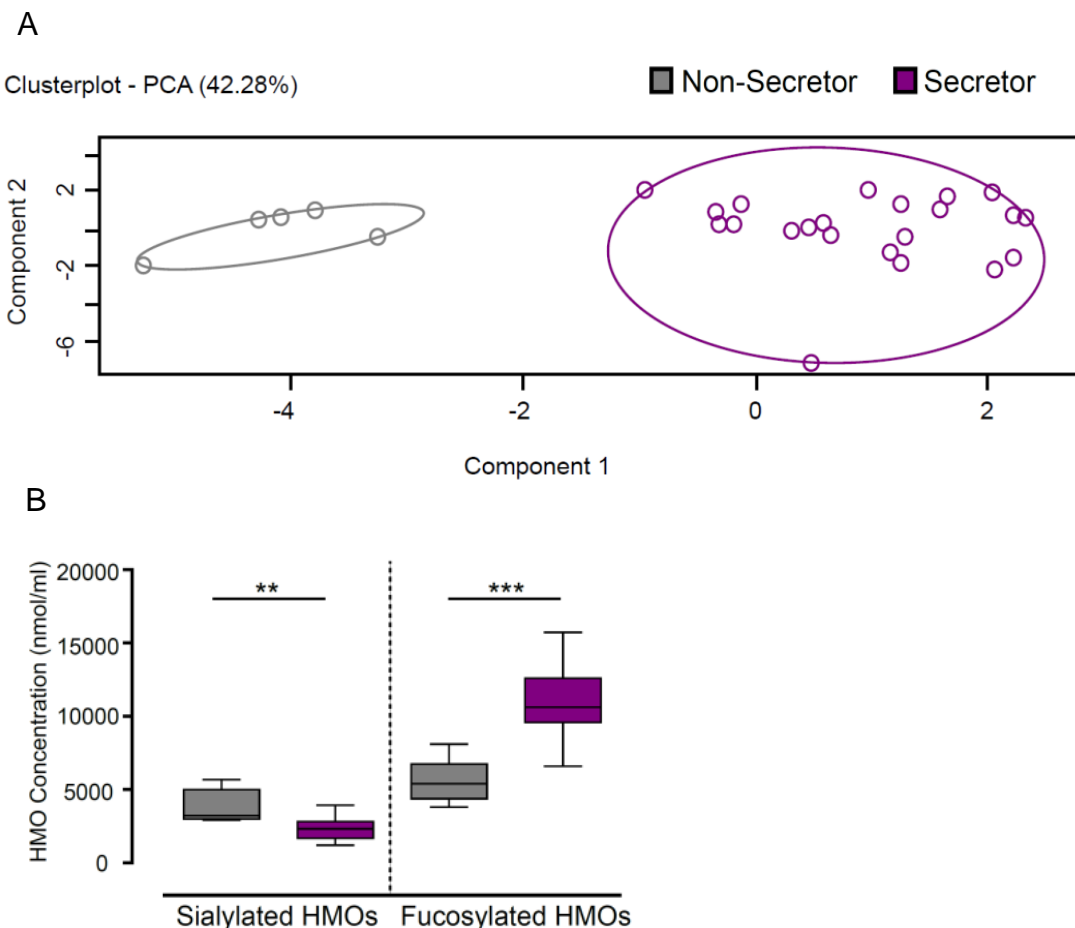 A
Clusterplot - PCA (42.28%)
Non-Secretor
Secretor
Component 2
2
-2
-6
-4
-2
0
2
Component 1
B
HMO Concentration (nmol/ml)
20000
15000
10000
5000
0
**
***
Sialylated HMOs
Fucosylated HMOs